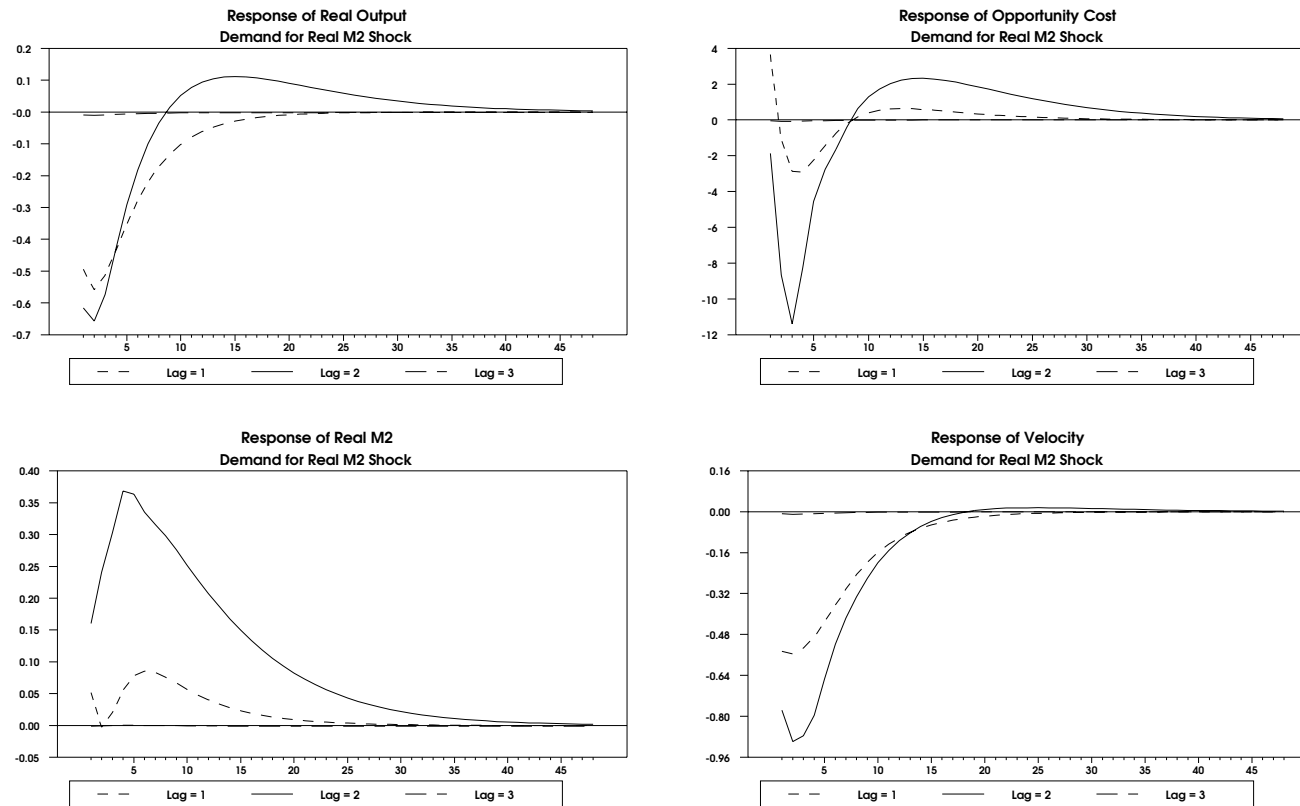 Response of Real Output
Demand for Real M2 Shock
0.2
0.1
-0.0
-0.1
-0.2
-0.3
-0.4
-0.5
-0.6
-0.7
5 10 15 20 25 30 35 40 45
Lag = 1 Lag = 2 Lag = 3
Response of Opportunity Cost
Demand for Real M2 Shock
4
2
0
-2
-4
-6
-8
-10
-12
5 10 15 20 25 30 35 40 45
Lag = 1 Lag = 2 Lag = 3
Response of Real M2
Demand for Real M2 Shock
0.40
0.35
0.30
0.25
0.20
0.15
0.10
0.05
0.00
-0.05
5 10 15 20 25 30 35 40 45
Lag = 1 Lag = 2 Lag = 3
Response of Velocity
Demand for Real M2 Shock
0.16
0.00
-0.16
-0.32
-0.48
-0.64
-0.80
-0.96
5 10 15 20 25 30 35 40 45
Lag = 1 Lag = 2 Lag = 3